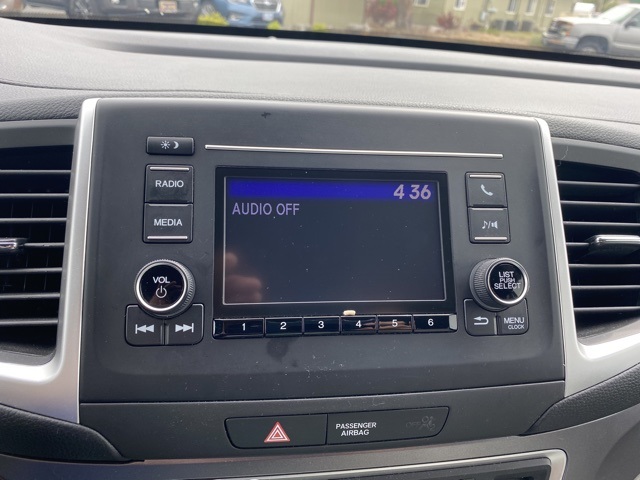 4 36
AUDIO OFF
RADIO
MEDIA
VOL
LIST
PUSH
SELECT
1 2 3 4 5 6
MENU
CLOCK
PASSENGER
AIRBAG